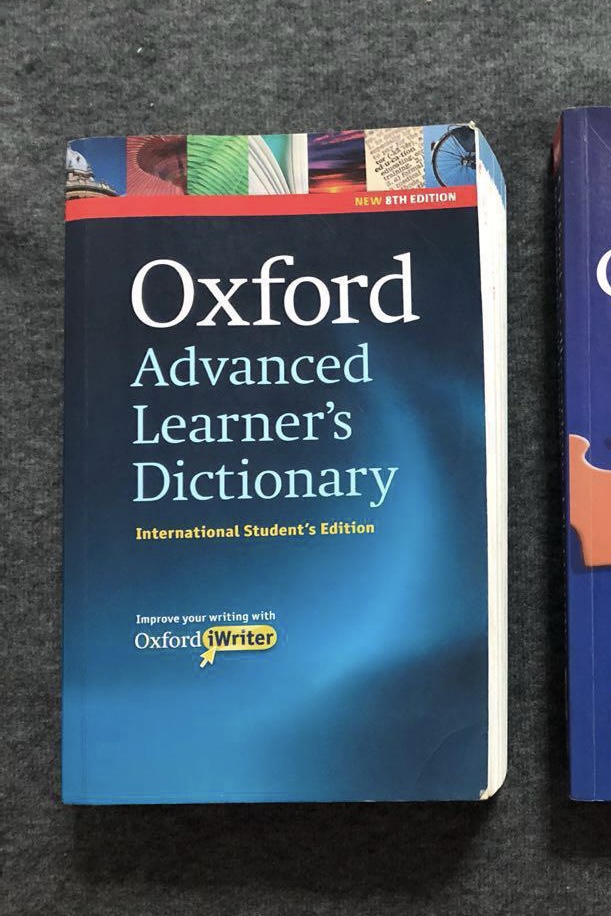 NEW 8TH EDITION
Oxford
Advanced
Learner's
Dictionary
International Student's Edition
Improve your writing with
Oxford iWriter